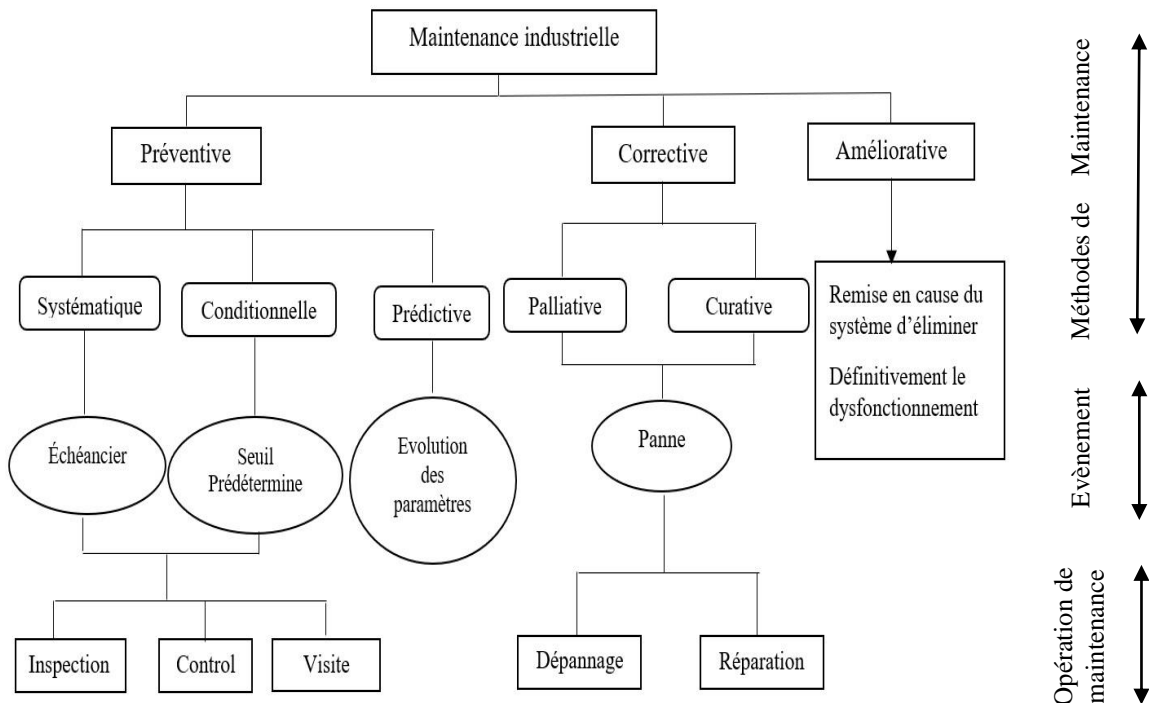 Maintenance industrielle
Préventive
Corrective
Améliorative
Systématique
Conditionnelle
Prédictive
Palliative
Curative
Remise en cause du
système d’éliminer
Définitivement le
dysfonctionnement
Échéancier
Seuil
Prédétermine
Evolution
des
paramètres
Panne
Inspection
Control
Visite
Dépannage
Réparation
Méthodes de Maintenance
Evènement
Opération de
maintenance